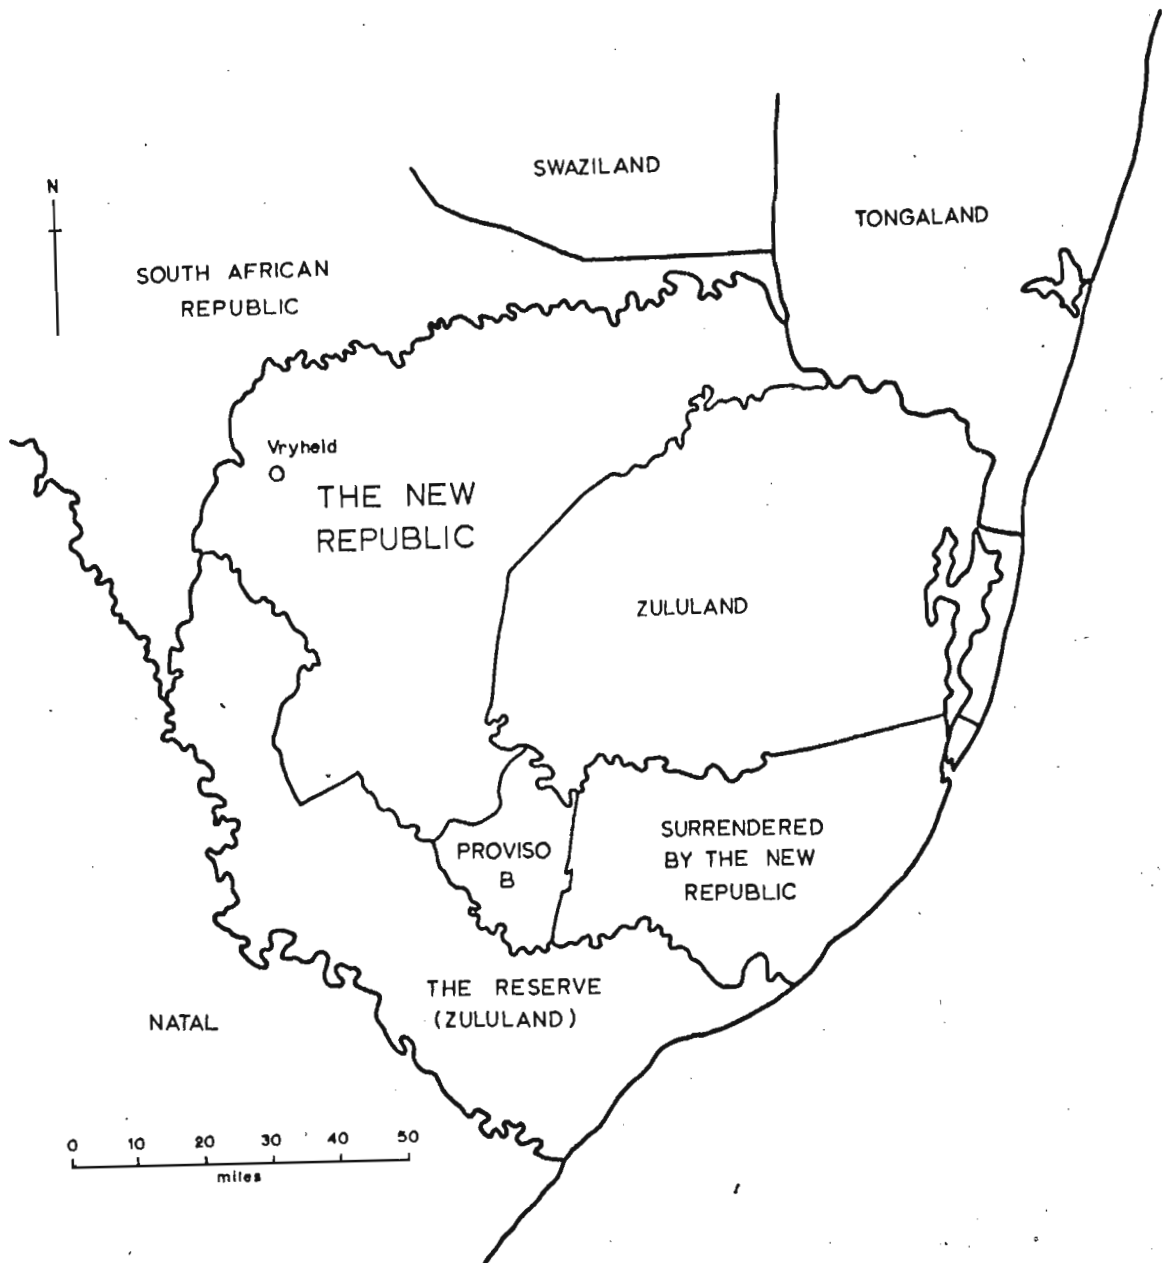 SWAZILAND
N
TONGALAND
SOUTH AFRICAN
REPUBLIC
Vryheid
THE NEW
REPUBLIC
ZULULAND
SURRENDERED
BY THE NEW
REPUBLIC
PROVISO
B
THE RESERVE
(ZULULAND)
NATAL
0 10 20 30 40 50
miles